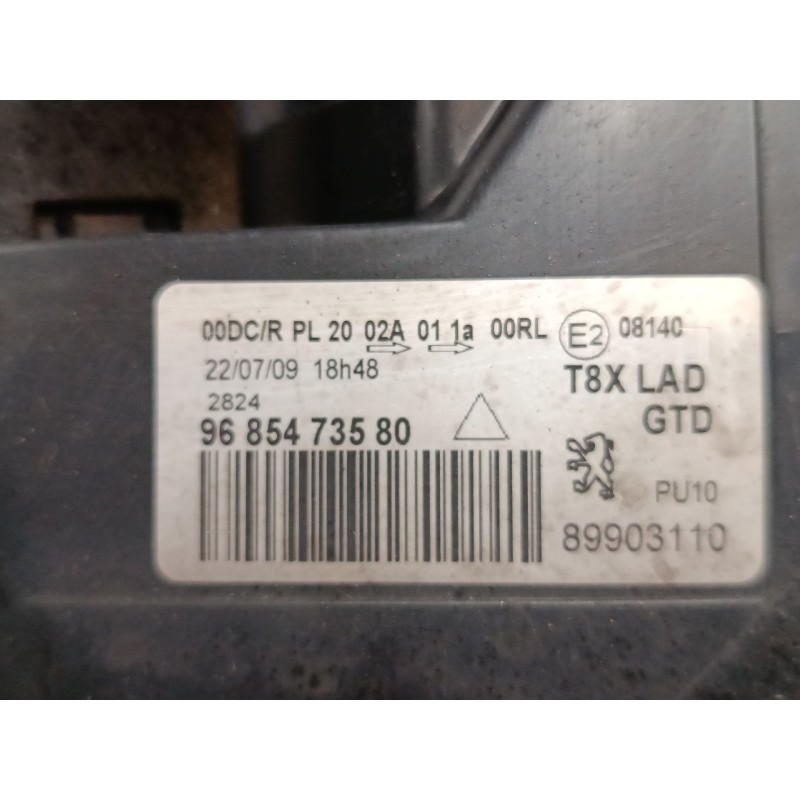 00DC/R PL 20 02A 01 1a 00RL E2 08140
22/07/09 18h48
T8X LAD
2824
GTD
96 854 735 80
PU10
89903110